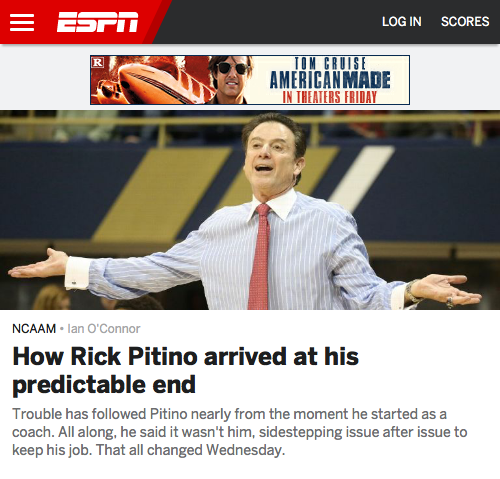 ESPN
LOG IN SCORES
R
TOM CRUISE
AMERICAN MADE
IN THEATERS FRIDAY
NCAAM • Ian O'Connor
How Rick Pitino arrived at his
predictable end
Trouble has followed Pitino nearly from the moment he started as a
coach. All along, he said it wasn't him, sidestepping issue after issue to
keep his job. That all changed Wednesday.